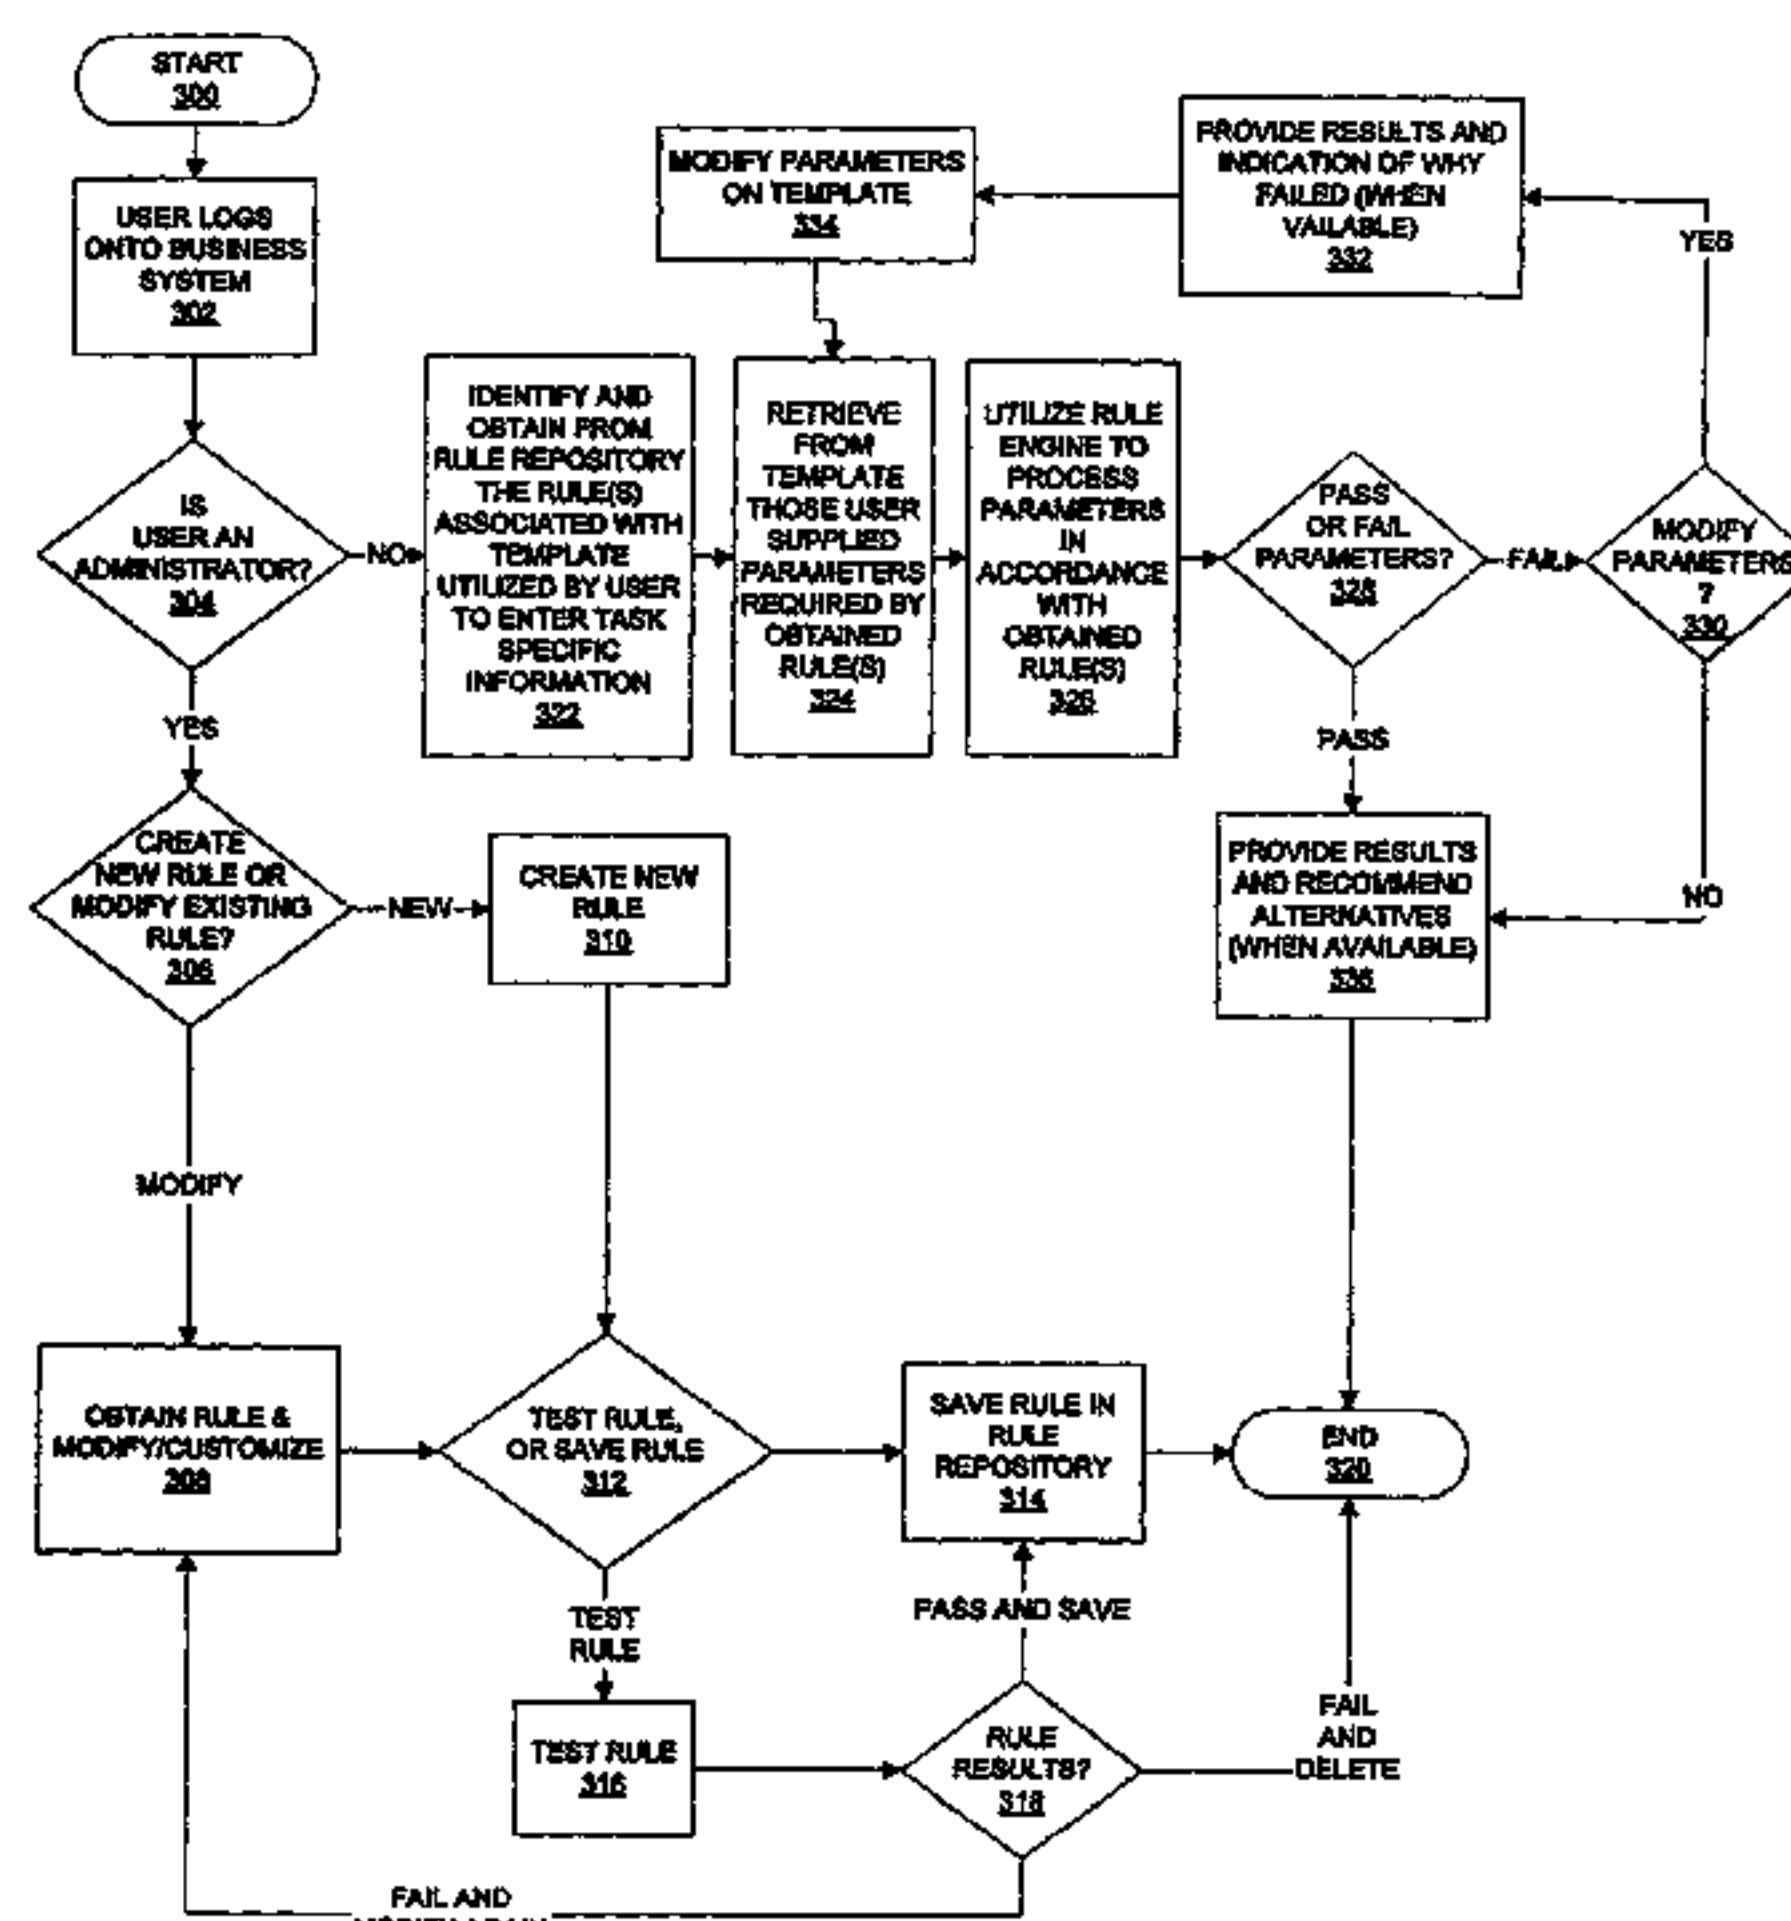 START
300
USER LOGS
ONTO BUSINESS
SYSTEM
302
IS
USER AN
ADMINISTRATOR?
304
NO
YES
IDENTIFY AND
OBTAIN FROM
RULE REPOSITORY
THE RULE(S)
ASSOCIATED WITH
TEMPLATE
UTILIZED BY USER
TO ENTER TASK
SPECIFIC
INFORMATION
322
MODIFY PARAMETERS
ON TEMPLATE
334
RETRIEVE
FROM
TEMPLATE
THOSE USER
SUPPLIED
PARAMETERS
REQUIRED BY
OBTAINED
RULE(S)
324
UTILIZE RULE
ENGINE TO
PROCESS
PARAMETERS
IN
ACCORDANCE
WITH
OBTAINED
RULE(S)
326
PROVIDE RESULTS AND
INDICATION OF WHY
FAILED (WHEN
VAILABLE)
332
YES
PASS
OR FAIL
PARAMETERS?
328
FAIL
MODIFY
PARAMETERS
?
330
PASS
NO
PROVIDE RESULTS
AND RECOMMEND
ALTERNATIVES
(WHEN AVAILABLE)
336
CREATE
NEW RULE OR
MODIFY EXISTING
RULE?
306
NEW
CREATE NEW
RULE
310
MODIFY
OBTAIN RULE &
MODIFY/CUSTOMIZE
308
TEST RULE,
OR SAVE RULE
312
SAVE RULE IN
RULE
REPOSITORY
314
END
320
TEST
RULE
PASS AND SAVE
TEST RULE
316
RULE
RESULTS?
318
FAIL
AND
DELETE
FAIL AND